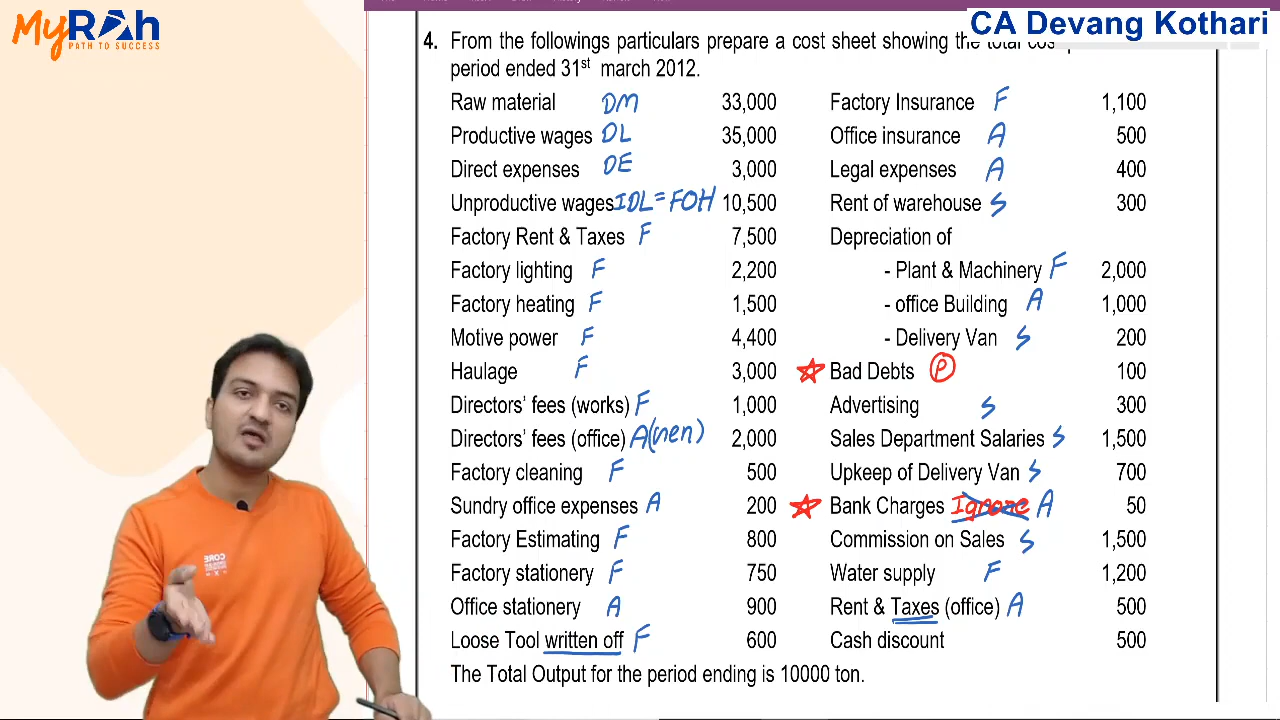 MyRAh
PATH TO SUCCESS
CA Devang Kothari
4. From the followings particulars prepare a cost sheet showing the total
period ended 31st march 2012.
Raw material DM 33,000
Productive wages DL 35,000
Direct expenses DE 3,000
Unproductive wages IDL = FOH 10,500
Factory Rent & Taxes F 7,500
Factory lighting F 2,200
Factory heating F 1,500
Motive power F 4,400
Haulage F 3,000
Directors' fees (works) F 1,000
Directors' fees (office) A(nen) 2,000
Factory cleaning F 500
Sundry office expenses A 200
Factory Estimating F 800
Factory stationery F 750
Office stationery A 900
Loose Tool written off F 600
Factory Insurance F 1,100
Office insurance A 500
Legal expenses A 400
Rent of warehouse S 300
Depreciation of
- Plant & Machinery F 2,000
- office Building A 1,000
- Delivery Van S 200
Bad Debts P 100
Advertising S 300
Sales Department Salaries S 1,500
Upkeep of Delivery Van S 700
Bank Charges Ignore A 50
Commission on Sales S 1,500
Water supply F 1,200
Rent & Taxes (office) A 500
Cash discount 500
The Total Output for the period ending is 10000 ton.
CORE